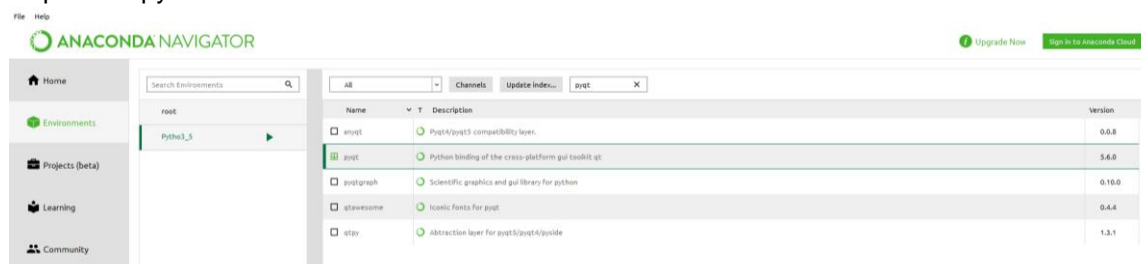 File Help
ANACONDA NAVIGATOR
Upgrade Now
Sign in to Anaconda Cloud
Home
Environments
Projects (beta)
Learning
Community
Search Environments
root
Pytho3_5
All
Channels
Update index...
pyqt X
Name T Description Version
anyqt Pyqt4/pyqt5 compatibility layer. 0.0.8
pyqt Python binding of the cross-platform gui toolkit qt 5.6.0
pyqtgraph Scientific graphics and gui library for python 0.10.0
qtawesome Iconic fonts for pyqt 0.4.4
qtpy Abtraction layer for pyqt5/pyqt4/pyside 1.3.1